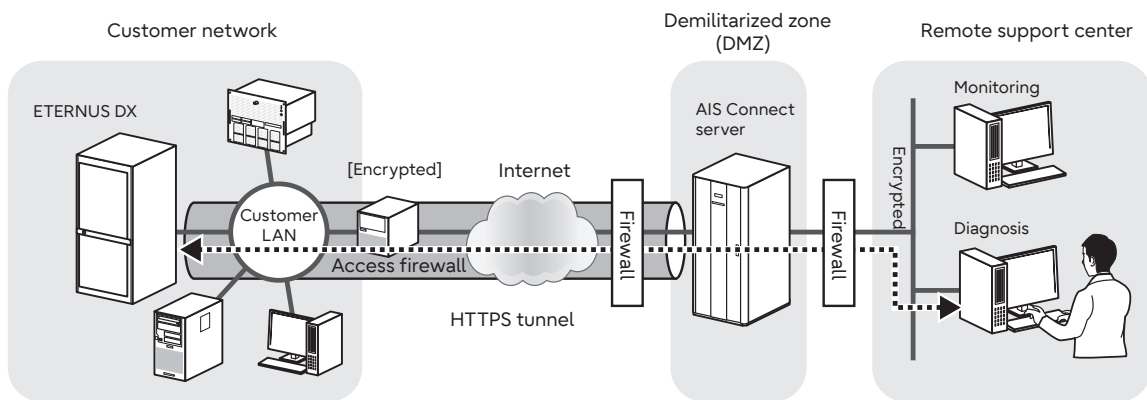 Customer network
Demilitarized zone
(DMZ)
Remote support center
ETERNUS DX
[Encrypted]
Internet
AIS Connect
server
Monitoring
Customer
LAN
Access firewall
HTTPS tunnel
Firewall
Firewall
Encrypted
Diagnosis